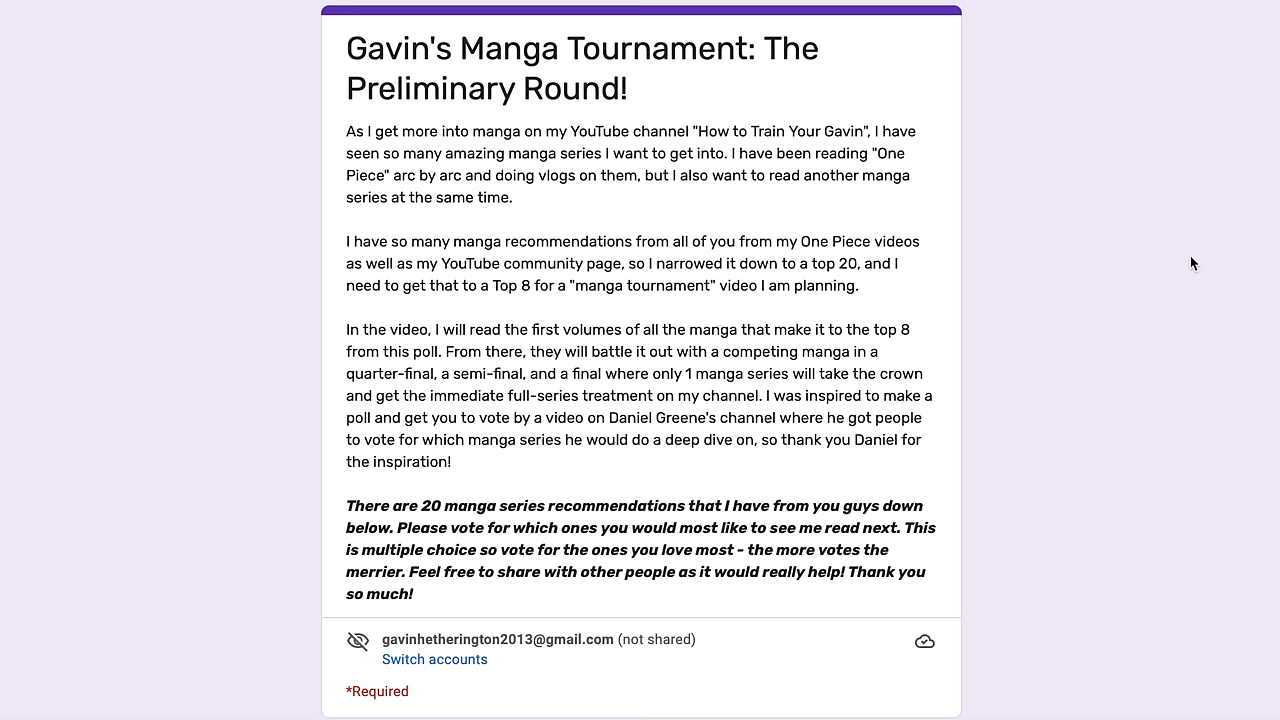 Gavin's Manga Tournament: The
Preliminary Round!
As I get more into manga on my YouTube channel "How to Train Your Gavin", I have
seen so many amazing manga series I want to get into. I have been reading "One
Piece" arc by arc and doing vlogs on them, but I also want to read another manga
series at the same time.
I have so many manga recommendations from all of you from my One Piece videos
as well as my YouTube community page, so I narrowed it down to a top 20, and I
need to get that to a Top 8 for a "manga tournament" video I am planning.
In the video, I will read the first volumes of all the manga that make it to the top 8
from this poll. From there, they will battle it out with a competing manga in a
quarter-final, a semi-final, and a final where only 1 manga series will take the crown
and get the immediate full-series treatment on my channel. I was inspired to make a
poll and get you to vote by a video on Daniel Greene's channel where he got people
to vote for which manga series he would do a deep dive on, so thank you Daniel for
the inspiration!
There are 20 manga series recommendations that I have from you guys down
below. Please vote for which ones you would most like to see me read next. This
is multiple choice so vote for the ones you love most - the more votes the
merrier. Feel free to share with other people as it would really help! Thank you
so much!
gavinhetherington2013@gmail.com (not shared)
Switch accounts
*Required